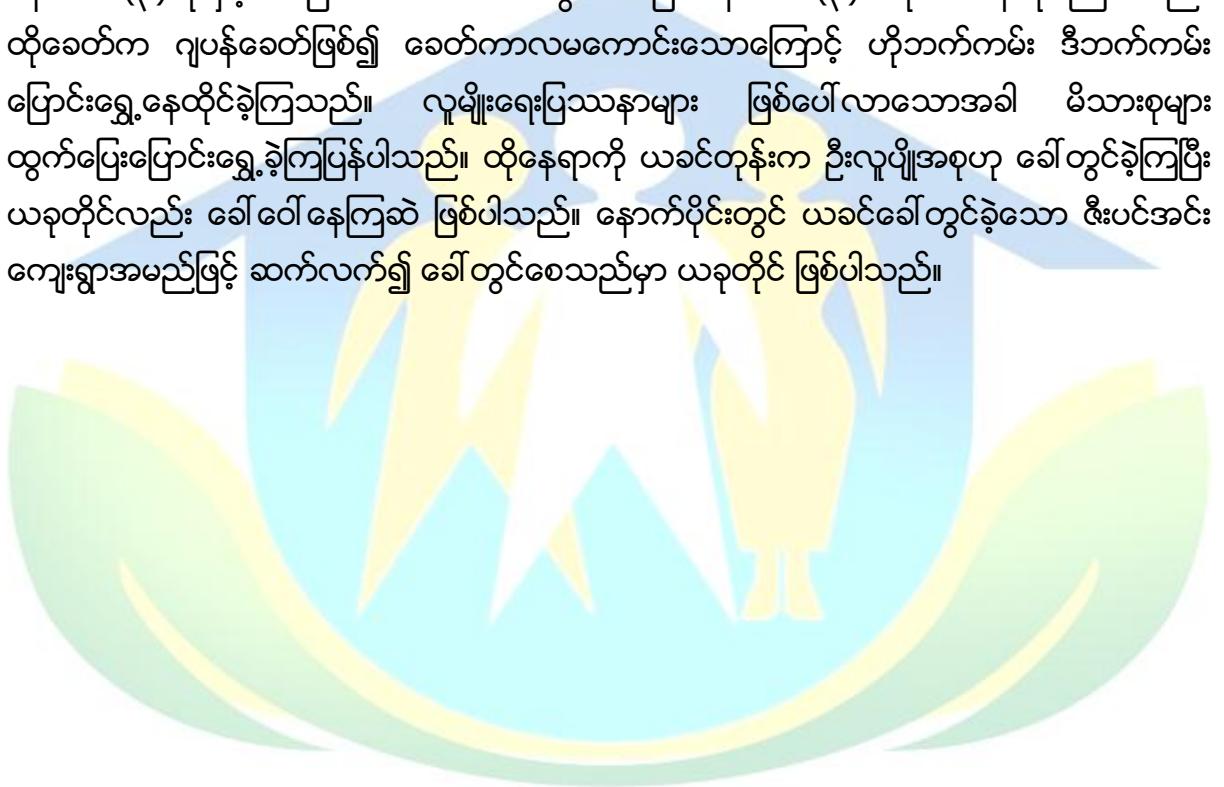 ထိုခေတ်က ဂျပန်ခေတ်ဖြစ်၍ ခေတ်ကာလမကောင်းသောကြောင့် ဟိုဘက်ကမ်း ဒီဘက်ကမ်း
ပြောင်းရွှေ့နေထိုင်ခဲ့ကြသည်။ လူမျိုးရေးပြဿနာများ ဖြစ်ပေါ်လာသောအခါ မိသားစုများ
ထွက်ပြေးပြောင်းရွှေ့ခဲ့ကြပြန်ပါသည်။ ထိုနေရာကို ယခင်တုန်းက ဦးလူပျိုအစုဟု ခေါ်တွင်ခဲ့ကြပြီး
ယခုတိုင်လည်း ခေါ်ဝေါ်နေကြဆဲ ဖြစ်ပါသည်။ နောက်ပိုင်းတွင် ယခင်ခေါ်တွင်ခဲ့သော ဇီးပင်အင်း
ကျေးရွာအမည်ဖြင့် ဆက်လက်၍ ခေါ်တွင်စေသည်မှာ ယခုတိုင် ဖြစ်ပါသည်။